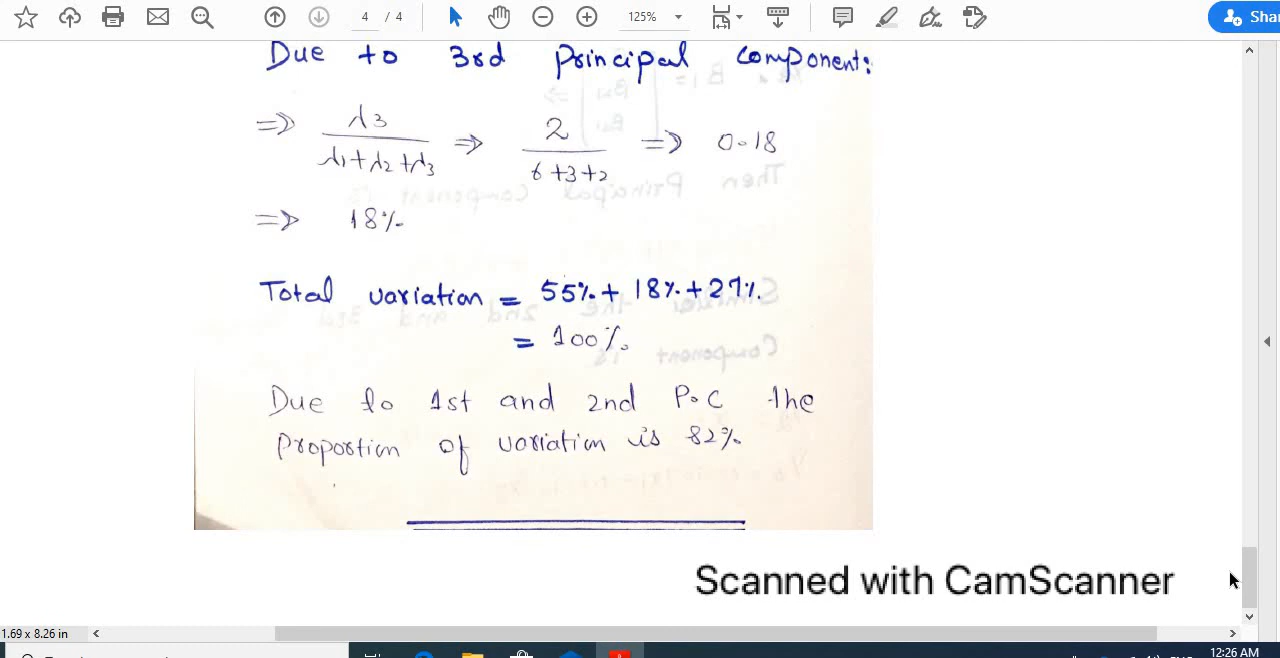 4 / 4
125%
Shar
Due to 3rd Principal component:
⇒ λ3 / λ1+λ2+λ3 ⇒ 2 / 6+3+2 ⇒ 0.18
⇒ 18%
Total variation = 55%+ 18%+27%
= 100%.
Due to 1st and 2nd P.C the
Proportion of variation is 82%
Scanned with CamScanner
1.69 x 8.26 in
12:26 AM